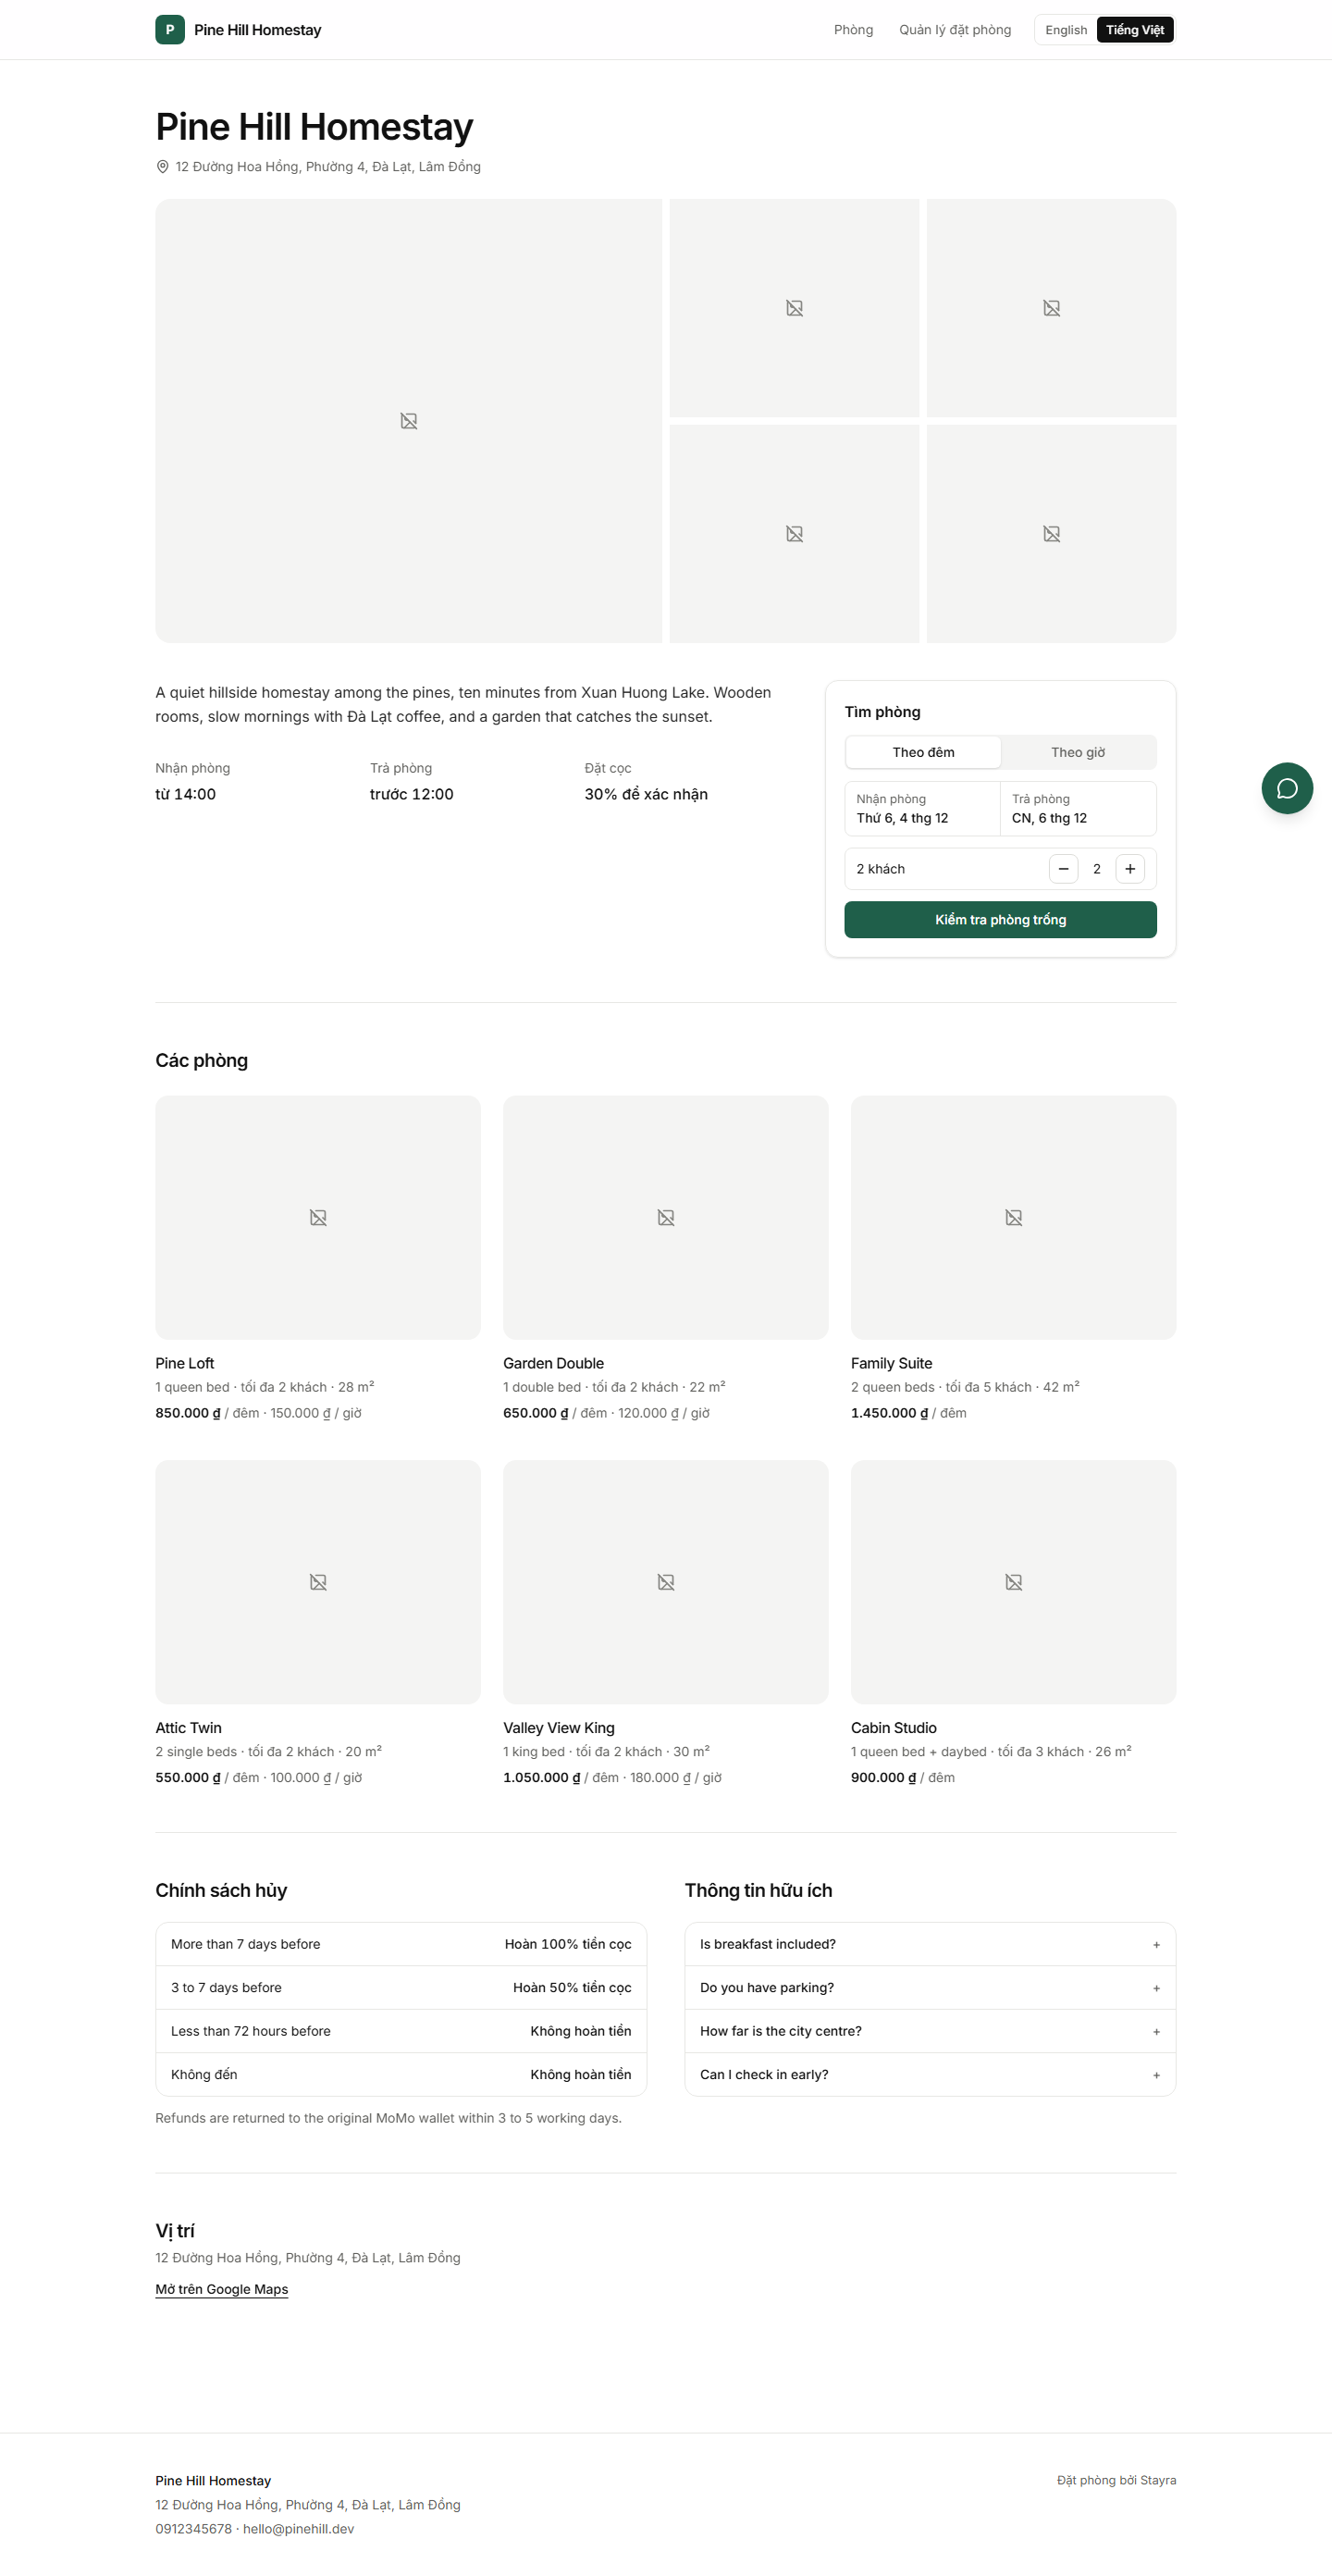 P Pine Hill Homestay
Phòng
Quản lý đặt phòng
English
Tiếng Việt
Pine Hill Homestay
12 Đường Hoa Hồng, Phường 4, Đà Lạt, Lâm Đồng
A quiet hillside homestay among the pines, ten minutes from Xuan Huong Lake. Wooden
rooms, slow mornings with Đà Lạt coffee, and a garden that catches the sunset.
Nhận phòng
từ 14:00
Trả phòng
trước 12:00
Đặt cọc
30% để xác nhận
Tìm phòng
Theo đêm
Theo giờ
Nhận phòng
Thứ 6, 4 thg 12
Trả phòng
CN, 6 thg 12
2 khách
2
Kiểm tra phòng trống
Các phòng
Pine Loft
1 queen bed · tối đa 2 khách · 28 m²
850.000 ₫ / đêm · 150.000 ₫ / giờ
Garden Double
1 double bed · tối đa 2 khách · 22 m²
650.000 ₫ / đêm · 120.000 ₫ / giờ
Family Suite
2 queen beds · tối đa 5 khách · 42 m²
1.450.000 ₫ / đêm
Attic Twin
2 single beds · tối đa 2 khách · 20 m²
550.000 ₫ / đêm · 100.000 ₫ / giờ
Valley View King
1 king bed · tối đa 2 khách · 30 m²
1.050.000 ₫ / đêm · 180.000 ₫ / giờ
Cabin Studio
1 queen bed + daybed · tối đa 3 khách · 26 m²
900.000 ₫ / đêm
Chính sách hủy
More than 7 days before
Hoàn 100% tiền cọc
3 to 7 days before
Hoàn 50% tiền cọc
Less than 72 hours before
Không hoàn tiền
Không đến
Không hoàn tiền
Refunds are returned to the original MoMo wallet within 3 to 5 working days.
Thông tin hữu ích
Is breakfast included? +
Do you have parking? +
How far is the city centre? +
Can I check in early? +
Vị trí
12 Đường Hoa Hồng, Phường 4, Đà Lạt, Lâm Đồng
Mở trên Google Maps
Pine Hill Homestay
12 Đường Hoa Hồng, Phường 4, Đà Lạt, Lâm Đồng
0912345678 · hello@pinehill.dev
Đặt phòng bởi Stayra